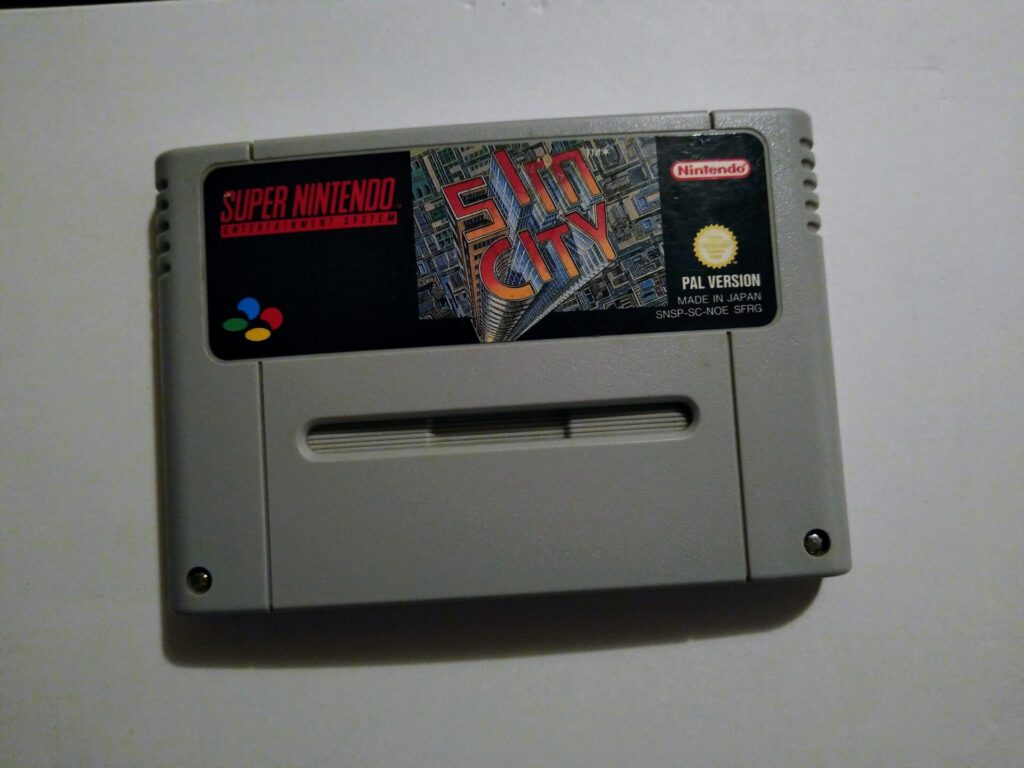 SUPER NINTENDO
ENTERTAINMENT SYSTEM
SIM
CITY
Nintendo
PAL VERSION
MADE IN JAPAN
SNSP-SC-NOE SFRG